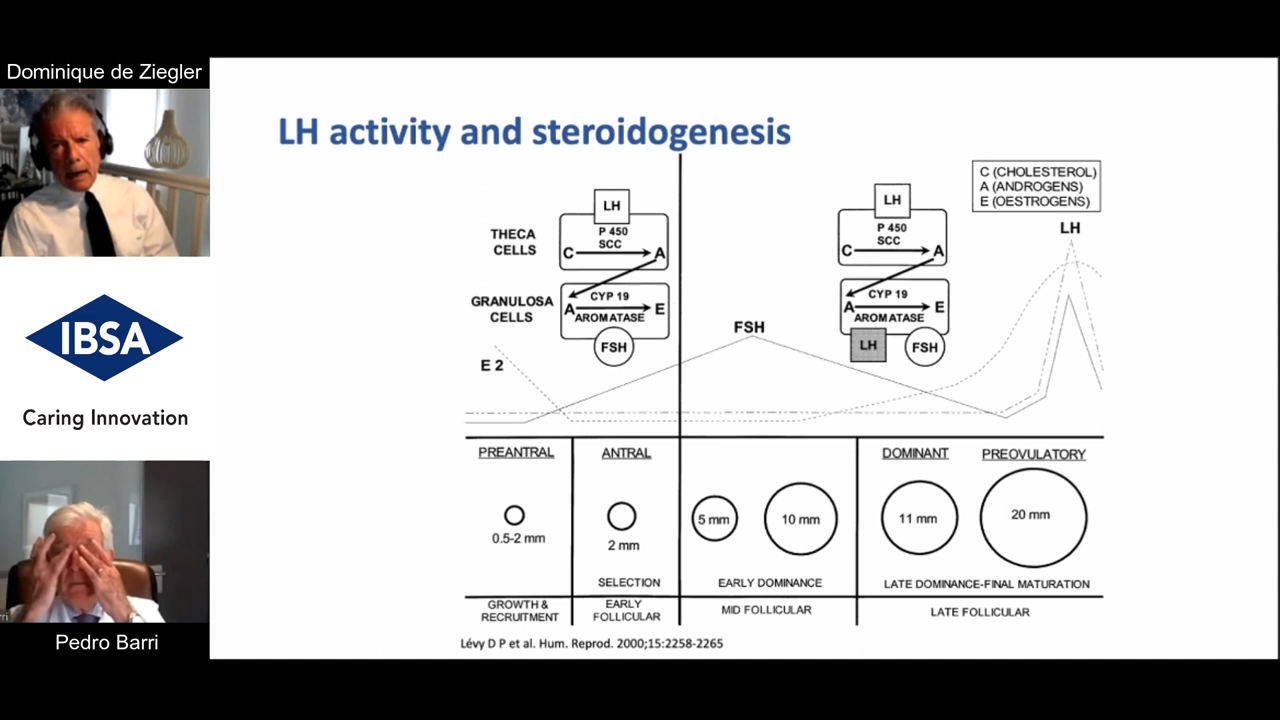 Dominique de Ziegler
IBSA
Caring Innovation
Pedro Barri
LH activity and steroidogenesis
C (CHOLESTEROL)
A (ANDROGENS)
E (OESTROGENS)
THECA
CELLS
LH
P 450
SCC
C A
GRANULOSA
CELLS
CYP 19
A E
AROMATASE
FSH
E 2
FSH
LH
P 450
SCC
C A
CYP 19
A E
AROMATASE
LH FSH
LH
PREANTRAL
0.5-2 mm
GROWTH &
RECRUITMENT
ANTRAL
2 mm
SELECTION
EARLY
FOLLICULAR
5 mm 10 mm
EARLY DOMINANCE
MID FOLLICULAR
DOMINANT PREOVULATORY
11 mm 20 mm
LATE DOMINANCE-FINAL MATURATION
LATE FOLLICULAR
Lévy D P et al. Hum. Reprod. 2000;15:2258-2265